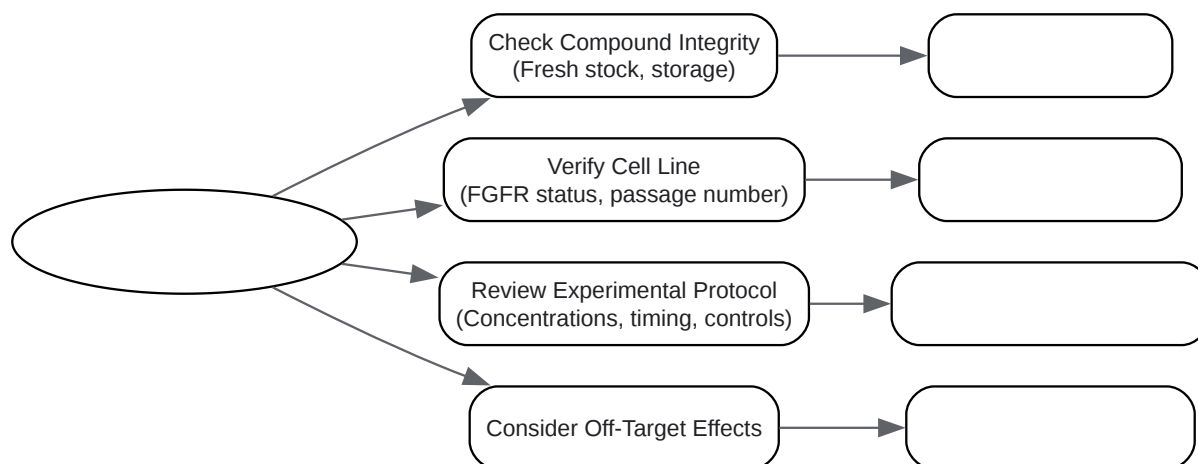 Check Compound Integrity
(Fresh stock, storage)
Verify Cell Line
(FGFR status, passage number)
Review Experimental Protocol
(Concentrations, timing, controls)
Consider Off-Target Effects